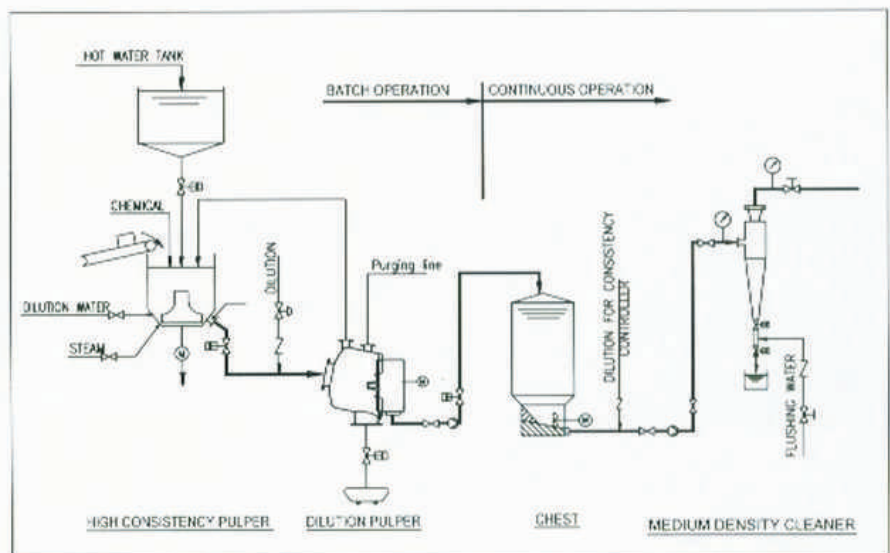 HOT WATER TANK
BATCH OPERATION
CONTINUOUS OPERATION
CHEMICAL
DILUTION
Purging line
DILUTION WATER
STEAM
M
M
M
DILUTION FOR CONSISTENCY
CONTROLLER
FLUSHING WATER
HIGH CONSISTENCY PULPER
DILUTION PULPER
CHEST
MEDIUM DENSITY CLEANER